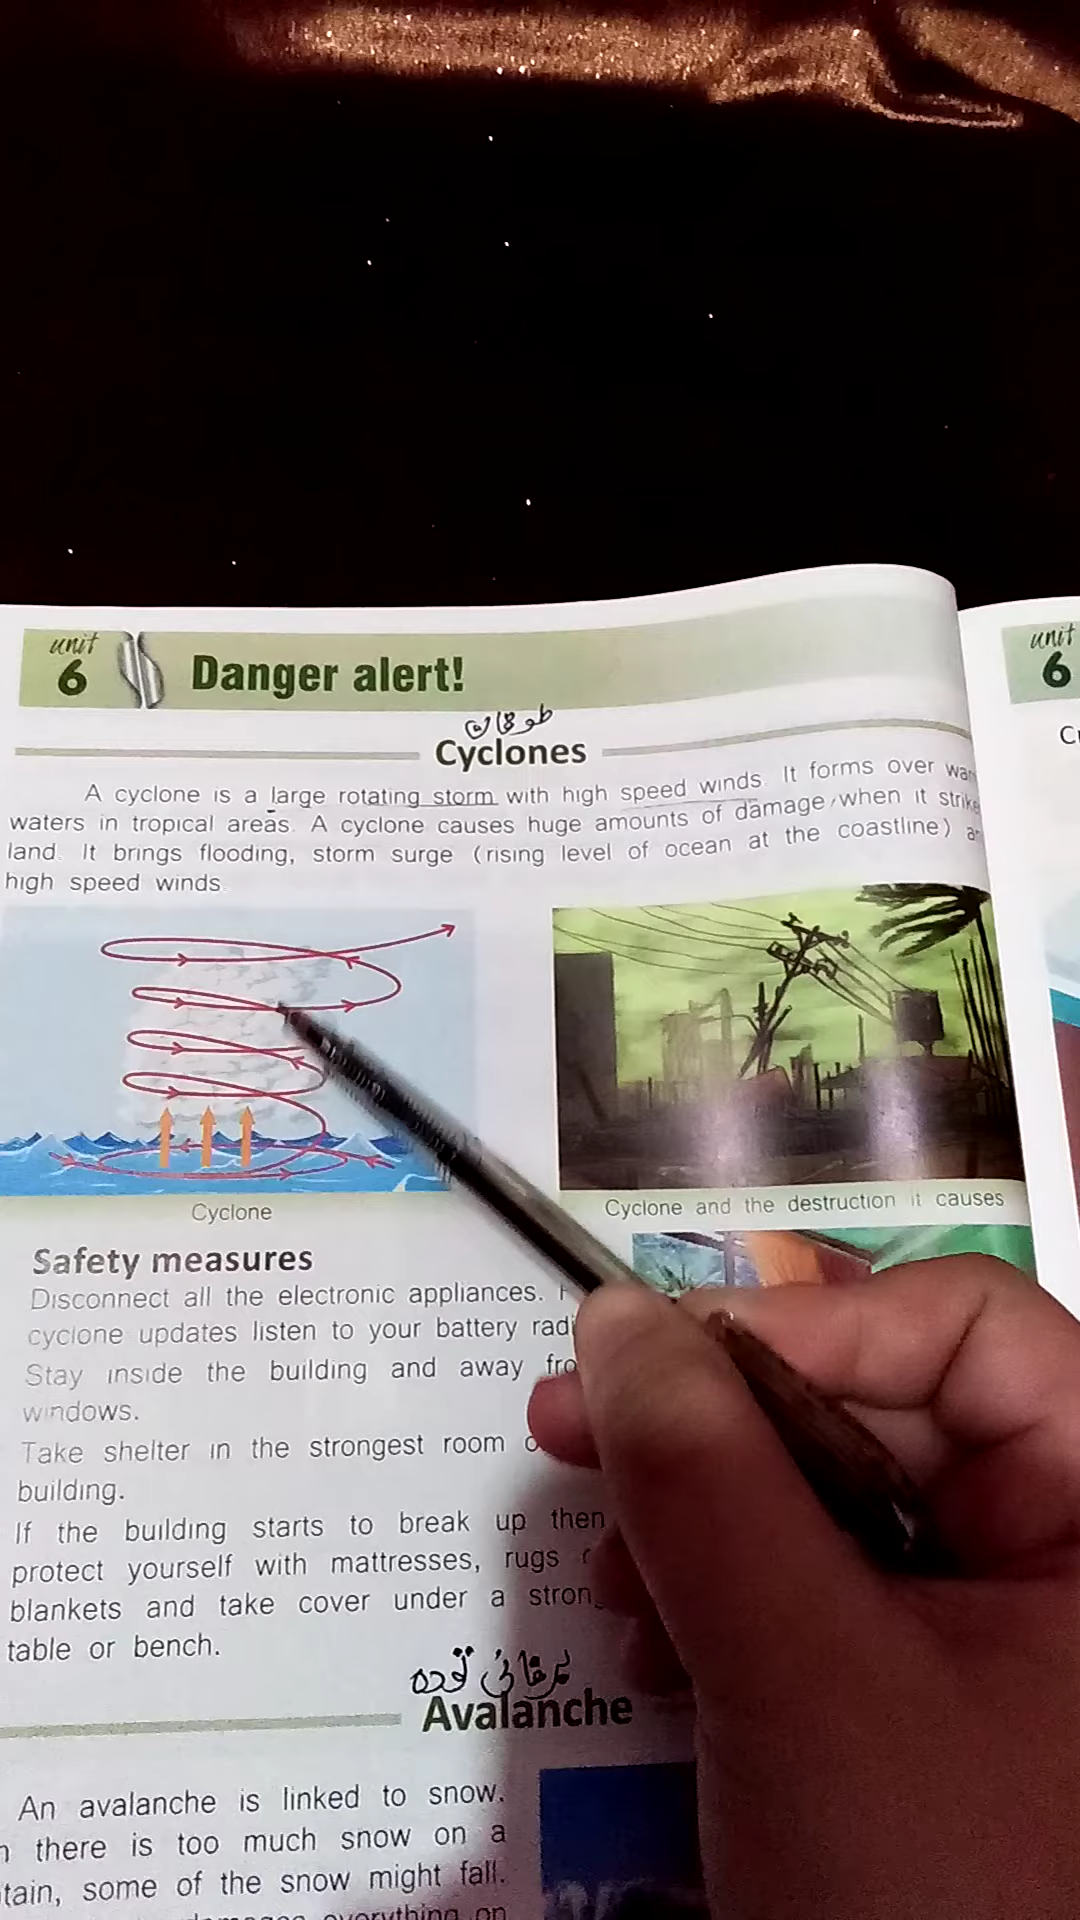 unit
6
Danger alert!
unit
6
طوفان
Cyclones
A cyclone is a large rotating storm with high speed winds. It forms over
waters in tropical areas. A cyclone causes huge amounts of damage, when it
land. It brings flooding, storm surge (rising level of ocean at the coastline)
high speed winds.
Cyclone
Cyclone and the destruction it causes
Safety measures
Disconnect all the electronic appliances.
cyclone updates listen to your battery
Stay inside the building and away
windows.
Take shelter in the strongest room
building.
If the building starts to break up then
protect yourself with mattresses, rugs
blankets and take cover under a
table or bench.
برفانی تودہ
Avalanche
An avalanche is linked to snow.
there is too much snow on a
some of the snow might fall.
everything on